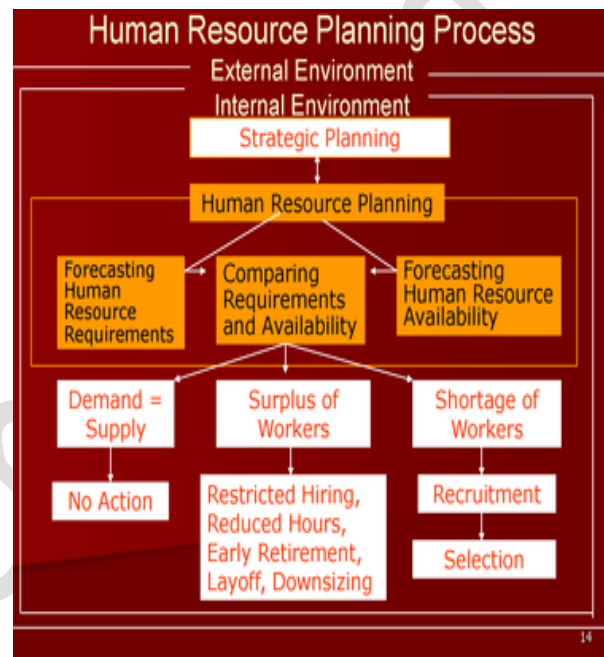 Human Resource Planning Process
External Environment
Internal Environment
Strategic Planning
Human Resource Planning
Forecasting
Human
Resource
Requirements
Comparing
Requirements
and Availability
Forecasting
Human Resource
Availability
Demand =
Supply
Surplus of
Workers
Shortage of
Workers
No Action
Restricted Hiring,
Reduced Hours,
Early Retirement,
Layoff, Downsizing
Recruitment
Selection
14